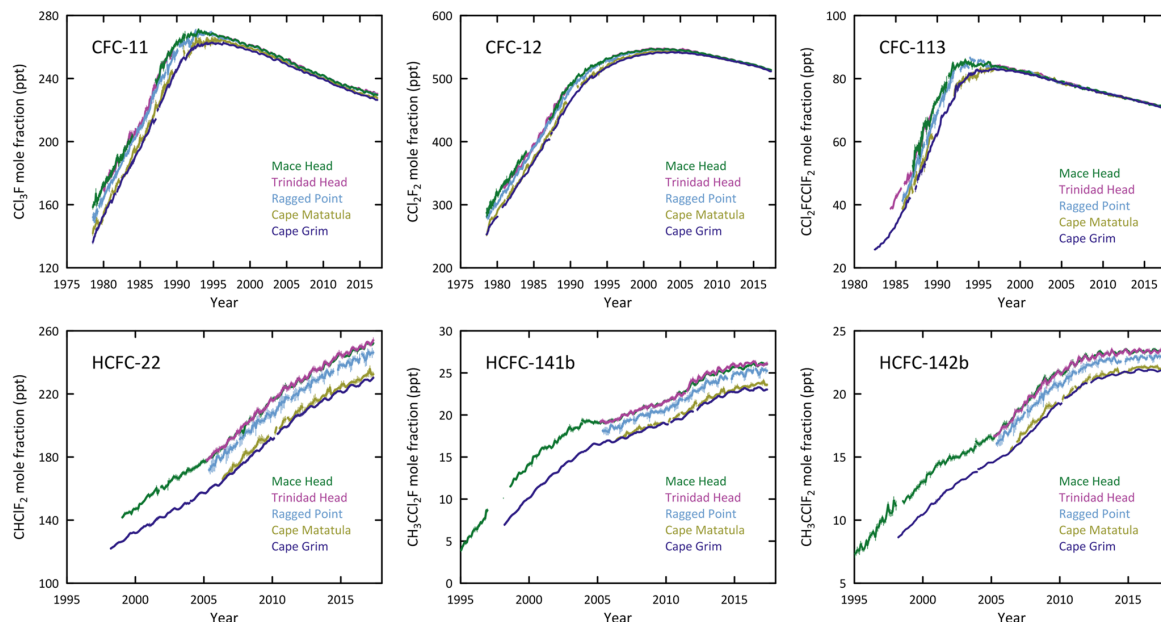 CFC-11
CCl₃F mole fraction (ppt)
280
240
200
160
120
Mace Head
Trinidad Head
Ragged Point
Cape Matatula
Cape Grim
1975 1980 1985 1990 1995 2000 2005 2010 2015
Year
CFC-12
CCl₂F₂ mole fraction (ppt)
600
500
400
300
200
Mace Head
Trinidad Head
Ragged Point
Cape Matatula
Cape Grim
1975 1980 1985 1990 1995 2000 2005 2010 2015
Year
CFC-113
CCl₂FCClF₂ mole fraction (ppt)
100
80
60
40
20
Mace Head
Trinidad Head
Ragged Point
Cape Matatula
Cape Grim
1980 1985 1990 1995 2000 2005 2010 2015
Year
HCFC-22
CHClF₂ mole fraction (ppt)
260
220
180
140
100
Mace Head
Trinidad Head
Ragged Point
Cape Matatula
Cape Grim
1995 2000 2005 2010 2015
Year
HCFC-141b
CH₃CCl₂F mole fraction (ppt)
30
25
20
15
10
5
0
Mace Head
Trinidad Head
Ragged Point
Cape Matatula
Cape Grim
1995 2000 2005 2010 2015
Year
HCFC-142b
CH₃CClF₂ mole fraction (ppt)
25
20
15
10
5
Mace Head
Trinidad Head
Ragged Point
Cape Matatula
Cape Grim
1995 2000 2005 2010 2015
Year